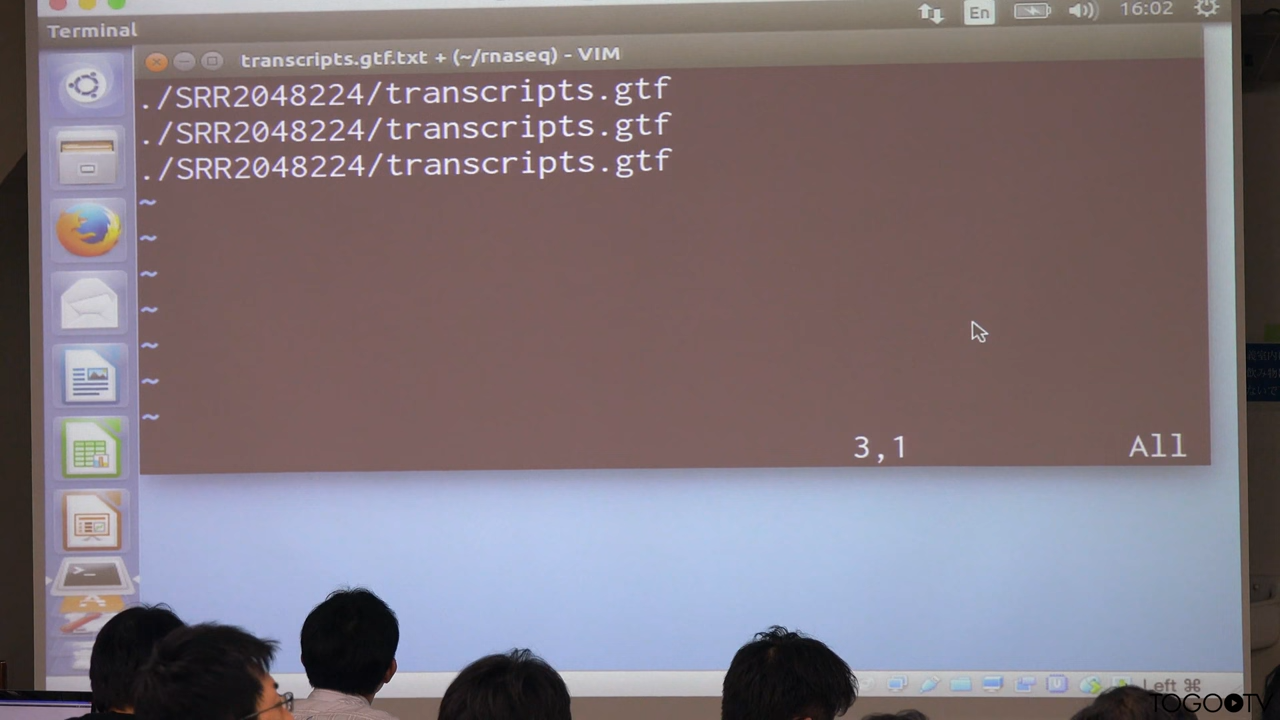 En
16:02
Terminal
transcripts.gtf.txt + (~/rnaseq) - VIM
./SRR2048224/transcripts.gtf
./SRR2048224/transcripts.gtf
./SRR2048224/transcripts.gtf
~
~
~
~
~
~
~
3,1 All
Left ⌘
TOGOTV